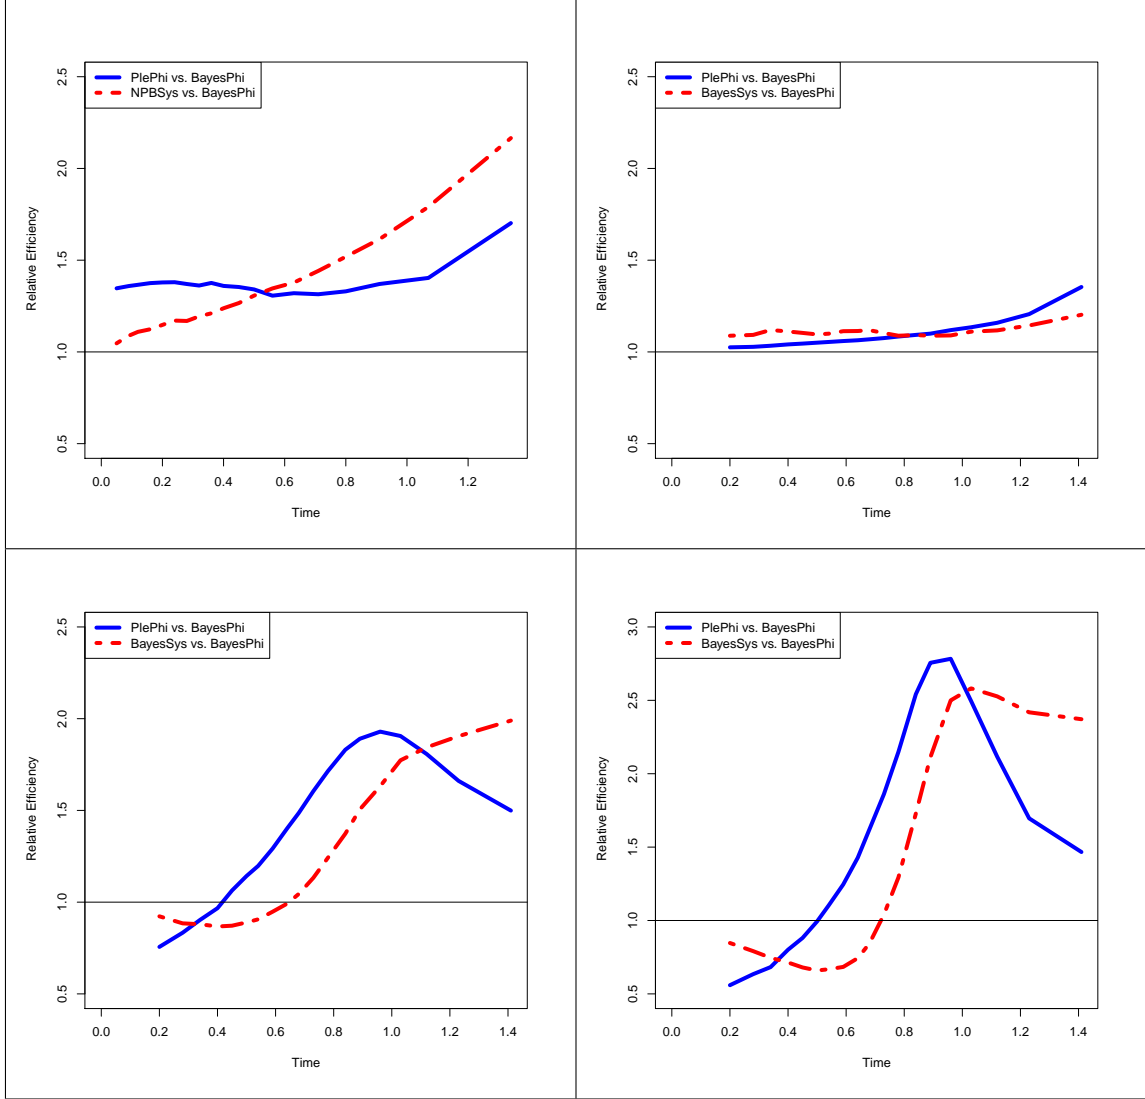 PlePhi vs. BayesPhi
NPBSys vs. BayesPhi
Relative Efficiency
2.5
2.0
1.5
1.0
0.5
0.0 0.2 0.4 0.6 0.8 1.0 1.2
Time
PlePhi vs. BayesPhi
BayesSys vs. BayesPhi
Relative Efficiency
2.5
2.0
1.5
1.0
0.5
0.0 0.2 0.4 0.6 0.8 1.0 1.2 1.4
Time
PlePhi vs. BayesPhi
BayesSys vs. BayesPhi
Relative Efficiency
2.5
2.0
1.5
1.0
0.5
0.0 0.2 0.4 0.6 0.8 1.0 1.2 1.4
Time
PlePhi vs. BayesPhi
BayesSys vs. BayesPhi
Relative Efficiency
3.0
2.5
2.0
1.5
1.0
0.5
0.0 0.2 0.4 0.6 0.8 1.0 1.2 1.4
Time